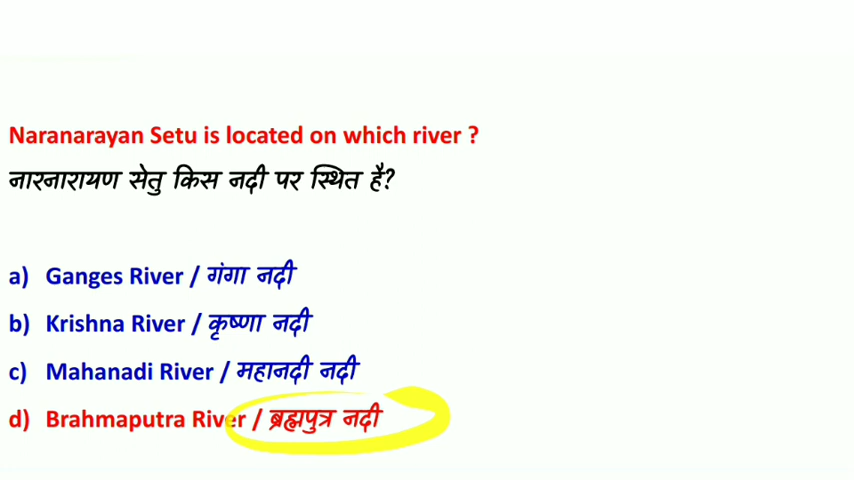 Naranarayan Setu is located on which river ?
नारनारायण सेतु किस नदी पर स्थित है?
a) Ganges River / गंगा नदी
b) Krishna River / कृष्णा नदी
c) Mahanadi River / महानदी नदी
d) Brahmaputra River / ब्रह्मपुत्र नदी